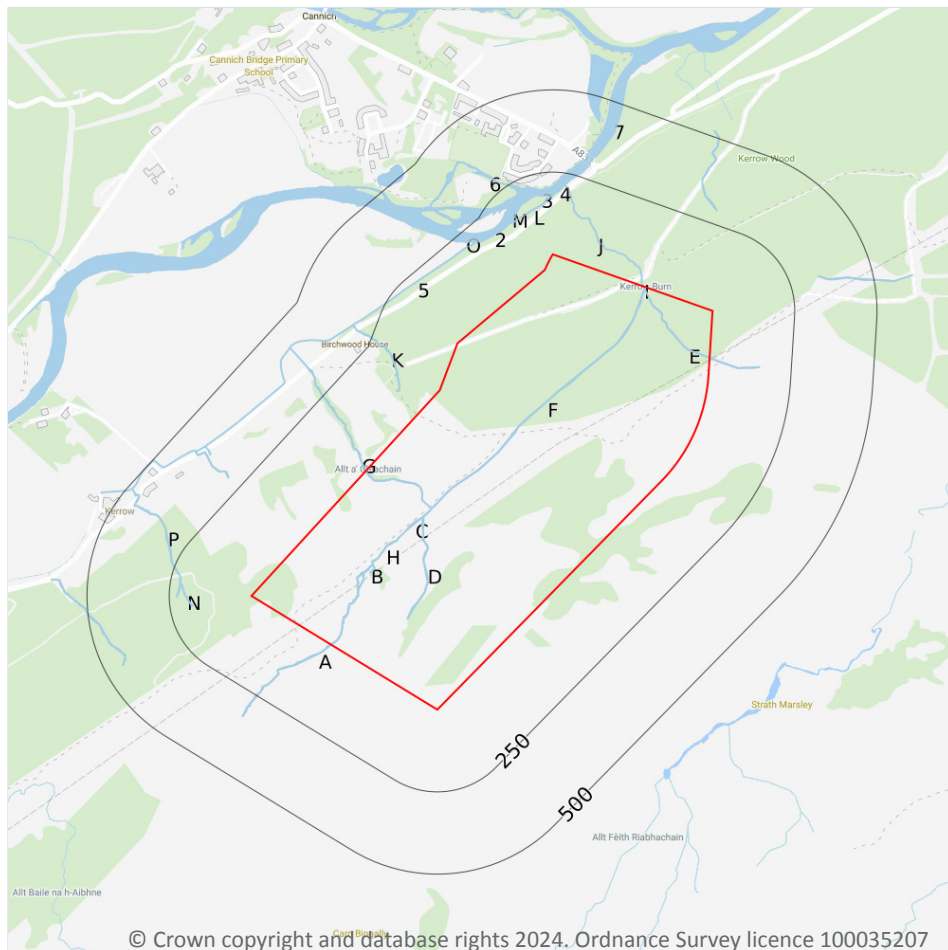 Cannich
Cannich Bridge Primary
School
7
A83
Kerrow Wood
6
4
3
M
L
O
2
J
5
Kerrow Burn
I
Birchwood House
K
E
F
G
Allt a' Ghuachain
Kerrow
P
C
H
B
D
N
A
Strath Marsley
250
500
Allt Fèith Riabhachain
Allt Baile na h-Aibhne
© Crown copyright and database rights 2024. Ordnance Survey licence 100035207